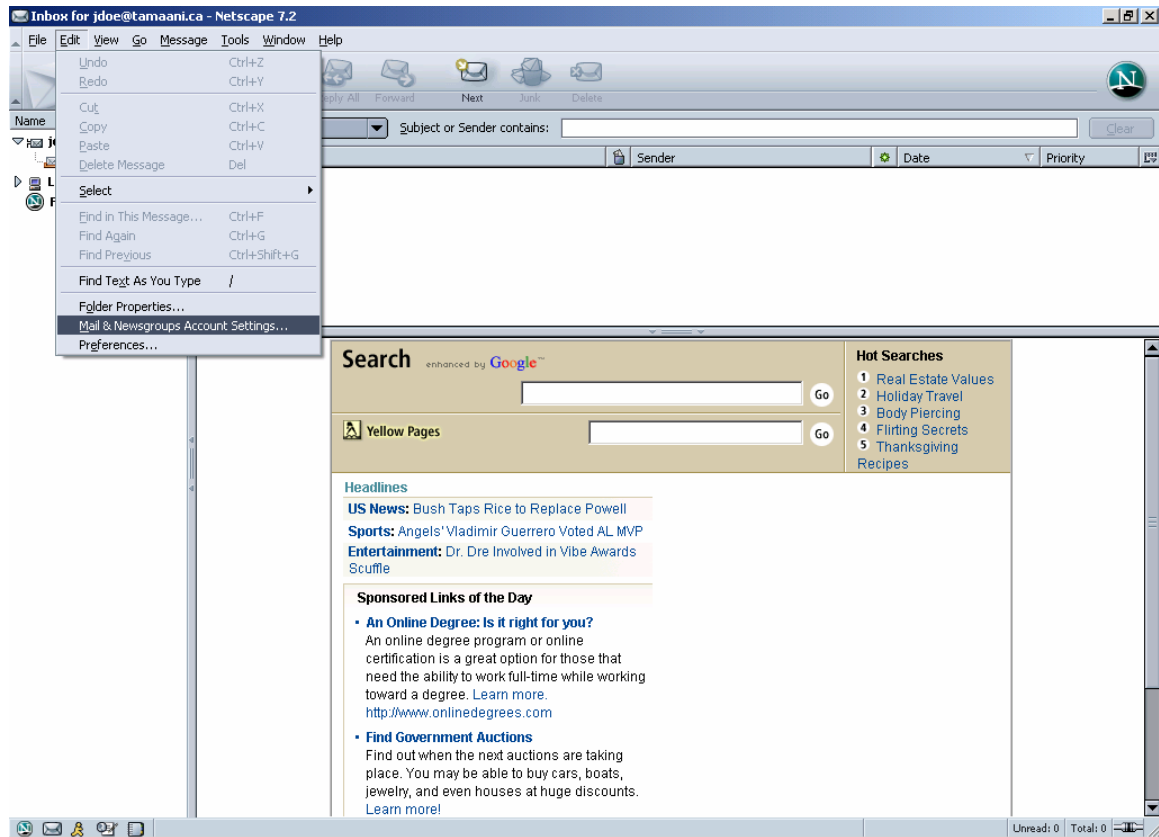 Inbox for jdoe@tamaani.ca - Netscape 7.2
File Edit View Go Message Tools Window Help
Undo Ctrl+Z
Redo Ctrl+Y
Cut Ctrl+X
Copy Ctrl+C
Paste Ctrl+V
Delete Message Del
Select
Find in This Message... Ctrl+F
Find Again Ctrl+G
Find Previous Ctrl+Shift+G
Find Text As You Type /
Folder Properties...
Mail & Newsgroups Account Settings...
Preferences...
eply All Forward Next Junk Delete
N
Name
Subject or Sender contains: Clear
Sender Date Priority
L
F
Search enhanced by Google™
Go
Yellow Pages
Go
Hot Searches
1 Real Estate Values
2 Holiday Travel
3 Body Piercing
4 Flirting Secrets
5 Thanksgiving
Recipes
Headlines
US News: Bush Taps Rice to Replace Powell
Sports: Angels' Vladimir Guerrero Voted AL MVP
Entertainment: Dr. Dre Involved in Vibe Awards
Scuffle
Sponsored Links of the Day
• An Online Degree: Is it right for you?
An online degree program or online
certification is a great option for those that
need the ability to work full-time while working
toward a degree. Learn more.
http://www.onlinedegrees.com
• Find Government Auctions
Find out when the next auctions are taking
place. You may be able to buy cars, boats,
jewelry, and even houses at huge discounts.
Learn more!
Unread: 0 Total: 0